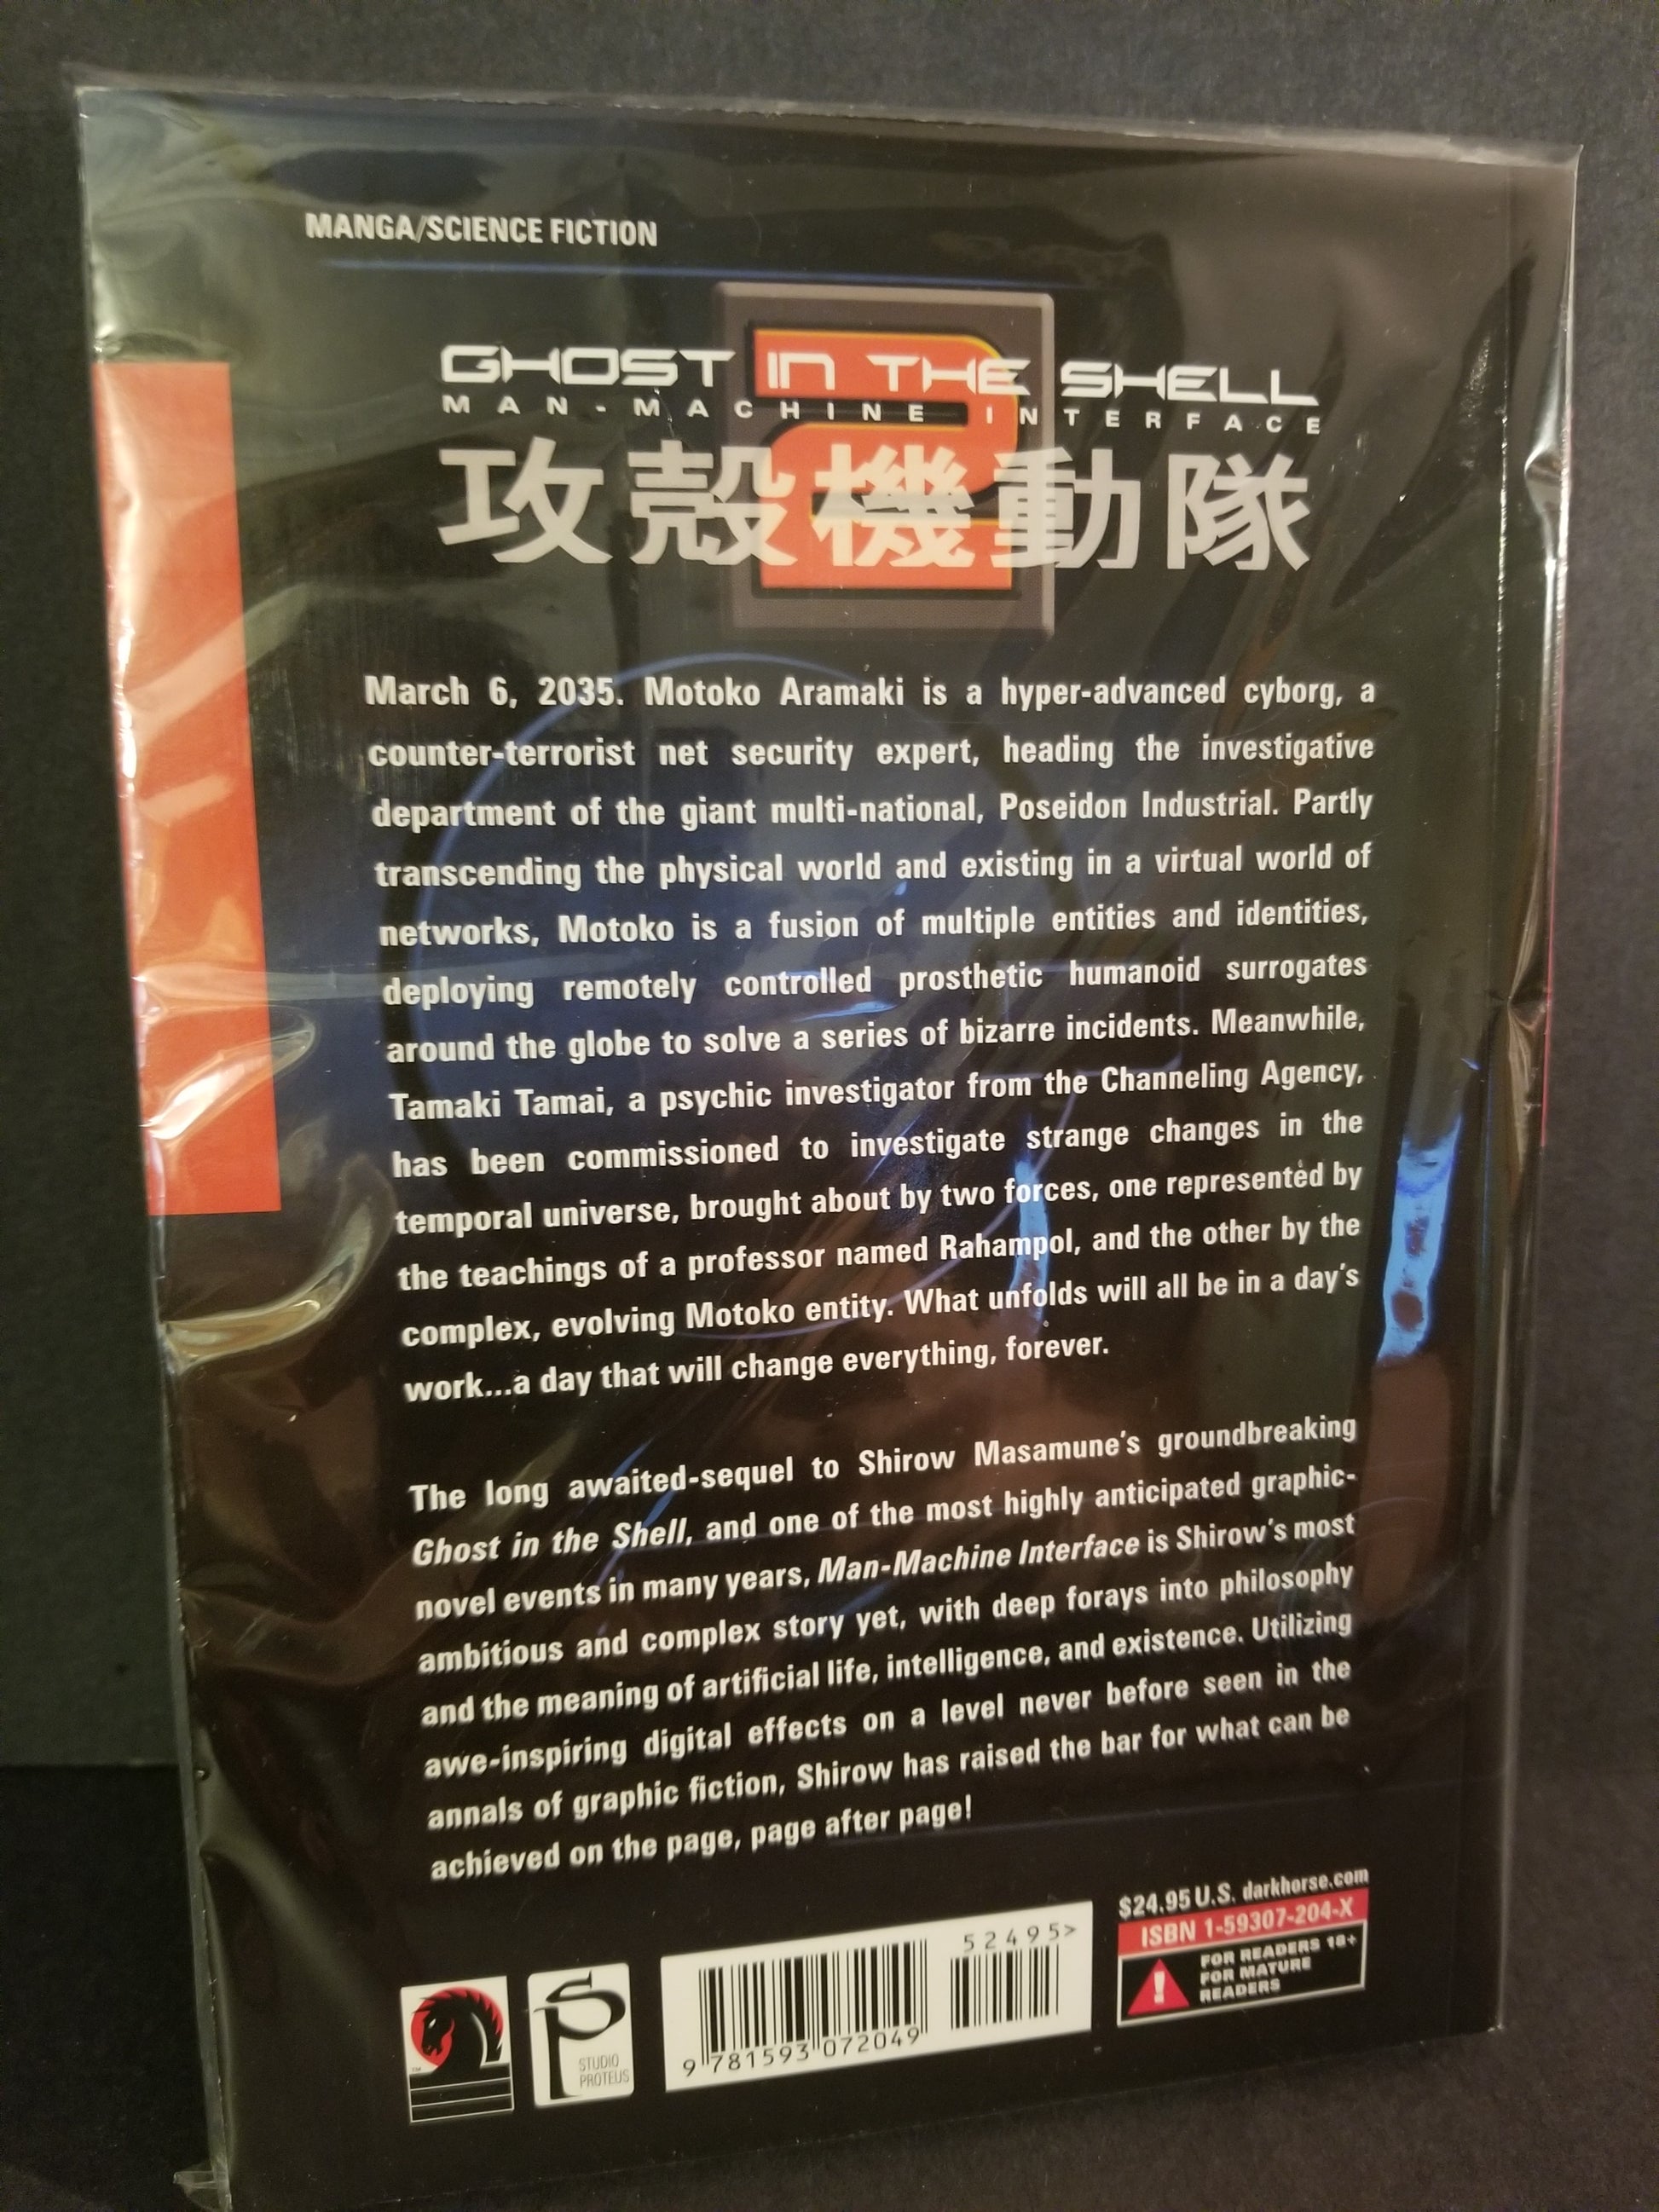 MANGA/SCIENCE FICTION
2
GHOST IN THE SHELL
MAN-MACHINE INTERFACE
攻殻機動隊
March 6, 2035. Motoko Aramaki is a hyper-advanced cyborg, a
counter-terrorist net security expert, heading the investigative
department of the giant multi-national, Poseidon Industrial. Partly
transcending the physical world and existing in a virtual world of
networks, Motoko is a fusion of multiple entities and identities,
deploying remotely controlled prosthetic humanoid surrogates
around the globe to solve a series of bizarre incidents. Meanwhile,
Tamaki Tamai, a psychic investigator from the Channeling Agency,
has been commissioned to investigate strange changes in the
temporal universe, brought about by two forces, one represented by
the teachings of a professor named Rahampol, and the other by the
complex, evolving Motoko entity. What unfolds will all be in a day's
work...a day that will change everything, forever.
The long awaited-sequel to Shirow Masamune's groundbreaking
Ghost in the Shell, and one of the most highly anticipated graphic-
novel events in many years, Man-Machine Interface is Shirow's most
ambitious and complex story yet, with deep forays into philosophy
and the meaning of artificial life, intelligence, and existence. Utilizing
awe-inspiring digital effects on a level never before seen in the
annals of graphic fiction, Shirow has raised the bar for what can be
achieved on the page, page after page!
$24.95 U.S. darkhorse.com
ISBN 1-59307-204-X
FOR READERS 18+
FOR MATURE
READERS
52495>
9 781593 072049
STUDIO
PROTEUS